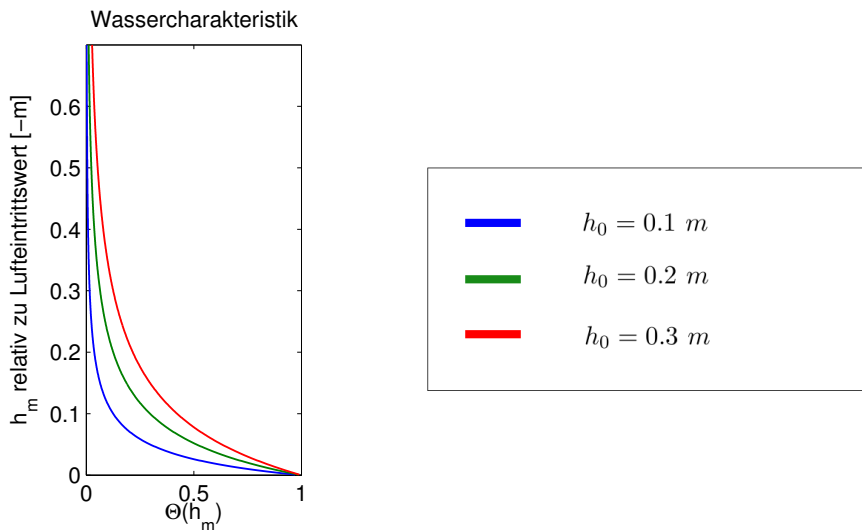 Wassercharakteristik
h_m relativ zu Lufteintrittswert [-m]
0.6
0.5
0.4
0.3
0.2
0.1
0
0
0.5
1
Θ(h_m)
h_0 = 0.1 m
h_0 = 0.2 m
h_0 = 0.3 m